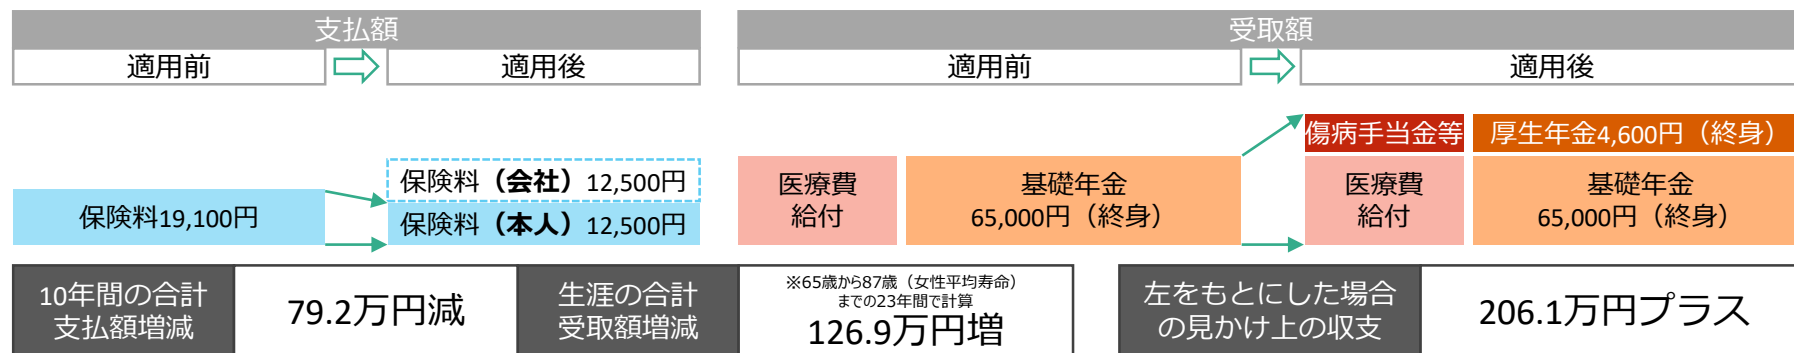 支払額
適用前
適用後
受取額
適用前
適用後
保険料19,100円
保険料（会社）12,500円
保険料（本人）12,500円
医療費
給付
基礎年金
65,000円（終身）
傷病手当金等
厚生年金4,600円（終身）
医療費
給付
基礎年金
65,000円（終身）
10年間の合計
支払額増減
79.2万円減
生涯の合計
受取額増減
※65歳から87歳（女性平均寿命）
までの23年間で計算
126.9万円増
左をもとにした場合
の見かけ上の収支
206.1万円プラス